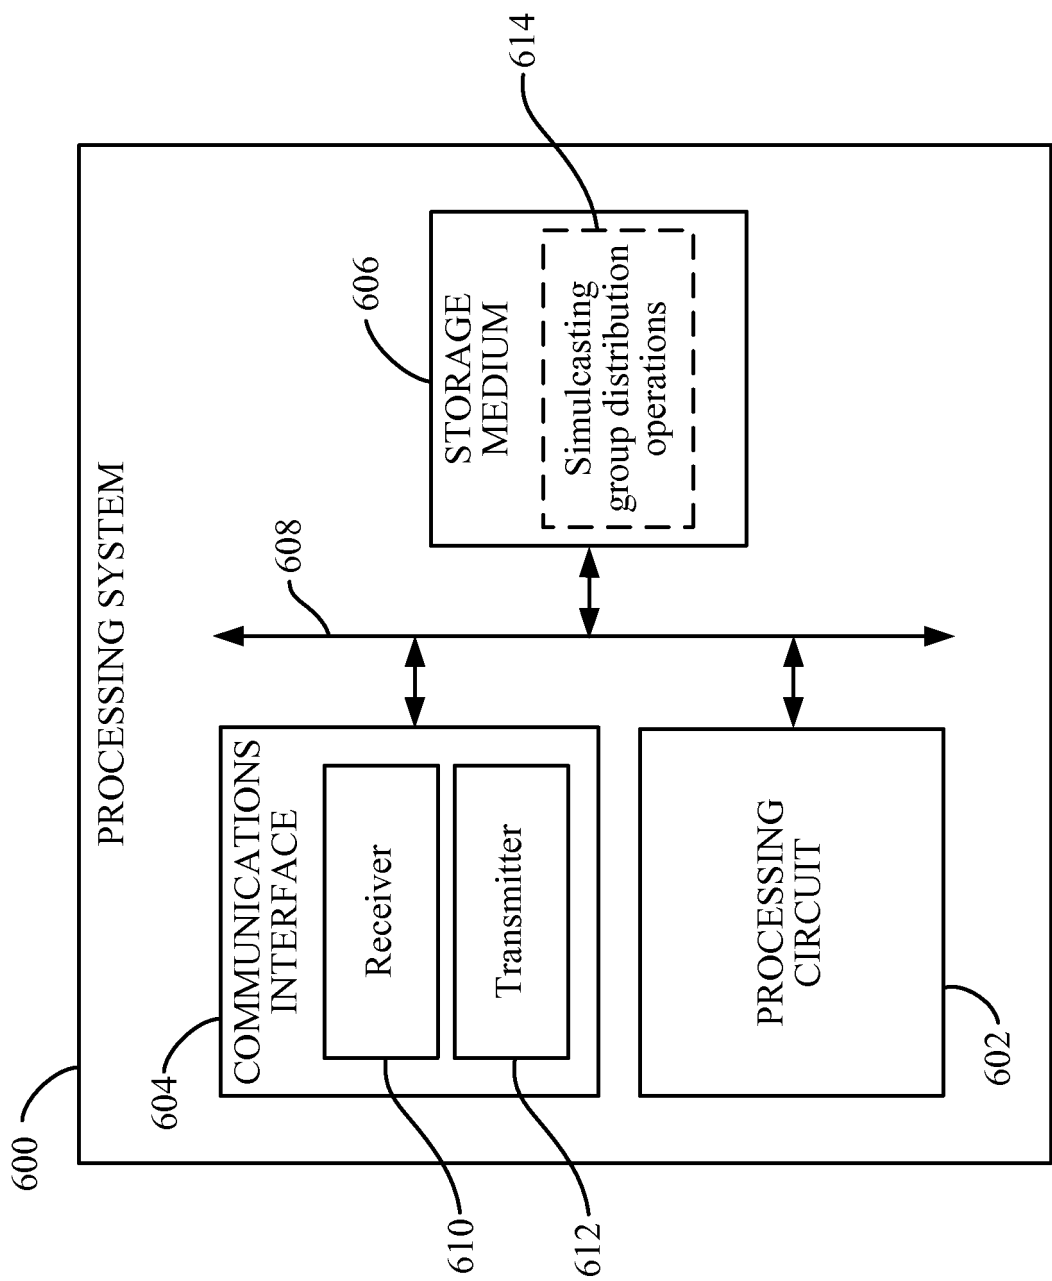 600
PROCESSING SYSTEM
604
COMMUNICATIONS
INTERFACE
Receiver
610
Transmitter
612
608
606
STORAGE
MEDIUM
Simulcasting
group distribution
operations
614
PROCESSING
CIRCUIT
602